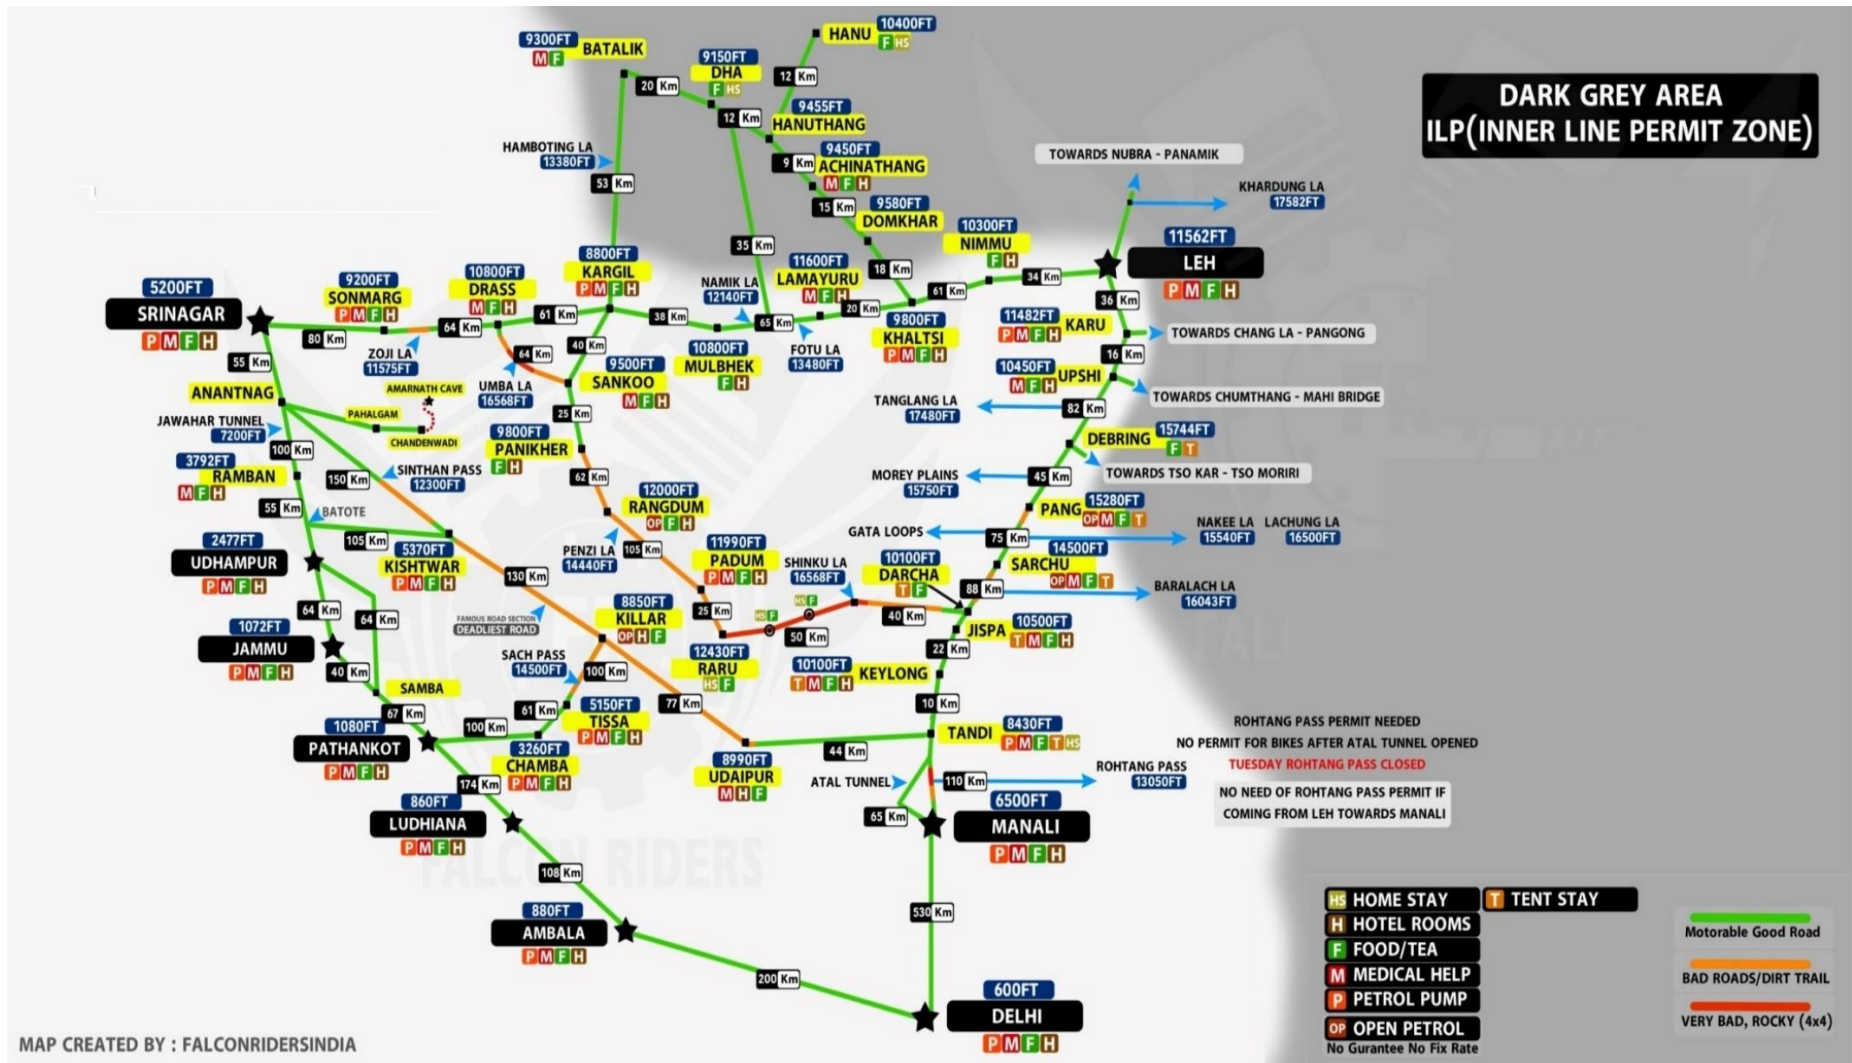 9300FT
BATALIK
M F
20 Km
9150FT
DHA
F HS
HANU
10400FT
F HS
12 Km
12 Km
9455FT
HANUTHANG
9 Km
9450FT
ACHINATHANG
M F H
15 Km
9580FT
DOMKHAR
18 Km
35 Km
HAMBOTING LA
13380FT
53 Km
DARK GREY AREA
ILP(INNER LINE PERMIT ZONE)
TOWARDS NUBRA - PANAMIK
KHARDUNG LA
17582FT
11562FT
LEH
P M F H
10300FT
NIMMU
F H
34 Km
61 Km
11600FT
LAMAYURU
M F H
20 Km
9800FT
KHALTSI
P M F H
NAMIK LA
12140FT
65 Km
FOTU LA
13480FT
10800FT
MULBHEK
F H
38 Km
8800FT
KARGIL
P M F H
61 Km
10800FT
DRASS
M F H
64 Km
ZOJI LA
11575FT
9200FT
SONMARG
P M F H
80 Km
5200FT
SRINAGAR
P M F H
55 Km
64 Km
UMBA LA
16568FT
40 Km
9500FT
SANKOO
M F H
25 Km
9800FT
PANIKHER
F H
62 Km
12000FT
RANGDUM
OP F H
PENZI LA
14440FT
105 Km
11990FT
PADUM
P M F H
25 Km
12430FT
RARU
HS F
HS F
HS F
50 Km
SHINKU LA
16568FT
40 Km
10100FT
DARCHA
T F
ANANTNAG
AMARNATH CAVE
PAHALGAM
CHANDENWADI
JAWAHAR TUNNEL
7200FT
100 Km
3792FT
RAMBAN
M F H
150 Km
SINTHAN PASS
12300FT
55 Km
BATOTE
105 Km
5370FT
KISHTWAR
P M F H
2477FT
UDHAMPUR
P M F H
64 Km
64 Km
1072FT
JAMMU
P M F H
40 Km
SAMBA
67 Km
130 Km
FAMOUS ROAD SECTION
DEADLIEST ROAD
8850FT
KILLAR
OP H F
SACH PASS
14500FT
100 Km
61 Km
5150FT
TISSA
P M F H
100 Km
3260FT
CHAMBA
P M F H
77 Km
8990FT
UDAIPUR
M H F
44 Km
1080FT
PATHANKOT
P M F H
174 Km
860FT
LUDHIANA
P M F H
108 Km
880FT
AMBALA
P M F H
200 Km
600FT
DELHI
P M F H
530 Km
36 Km
11482FT
KARU
P M F H
TOWARDS CHANG LA - PANGONG
16 Km
10450FT
UPSHI
M F H
TOWARDS CHUMTHANG - MAHI BRIDGE
TANGLANG LA
17480FT
82 Km
DEBRING
15744FT
F T
TOWARDS TSO KAR - TSO MORIRI
MOREY PLAINS
15750FT
45 Km
PANG
15280FT
OP M F T
GATA LOOPS
75 Km
NAKEE LA
15540FT
LACHUNG LA
16500FT
14500FT
SARCHU
OP M F T
88 Km
BARALACH LA
16043FT
JISPA
10500FT
T M F H
22 Km
10100FT
KEYLONG
T M F H
10 Km
TANDI
8430FT
P M F T HS
ATAL TUNNEL
110 Km
ROHTANG PASS
13050FT
65 Km
6500FT
MANALI
P M F H
ROHTANG PASS PERMIT NEEDED
NO PERMIT FOR BIKES AFTER ATAL TUNNEL OPENED
TUESDAY ROHTANG PASS CLOSED
NO NEED OF ROHTANG PASS PERMIT IF
COMING FROM LEH TOWARDS MANALI
FALCON RIDERS
HS HOME STAY
T TENT STAY
H HOTEL ROOMS
F FOOD/TEA
M MEDICAL HELP
P PETROL PUMP
OP OPEN PETROL
No Gurantee No Fix Rate
Motorable Good Road
BAD ROADS/DIRT TRAIL
VERY BAD, ROCKY (4x4)
MAP CREATED BY : FALCONRIDERSINDIA